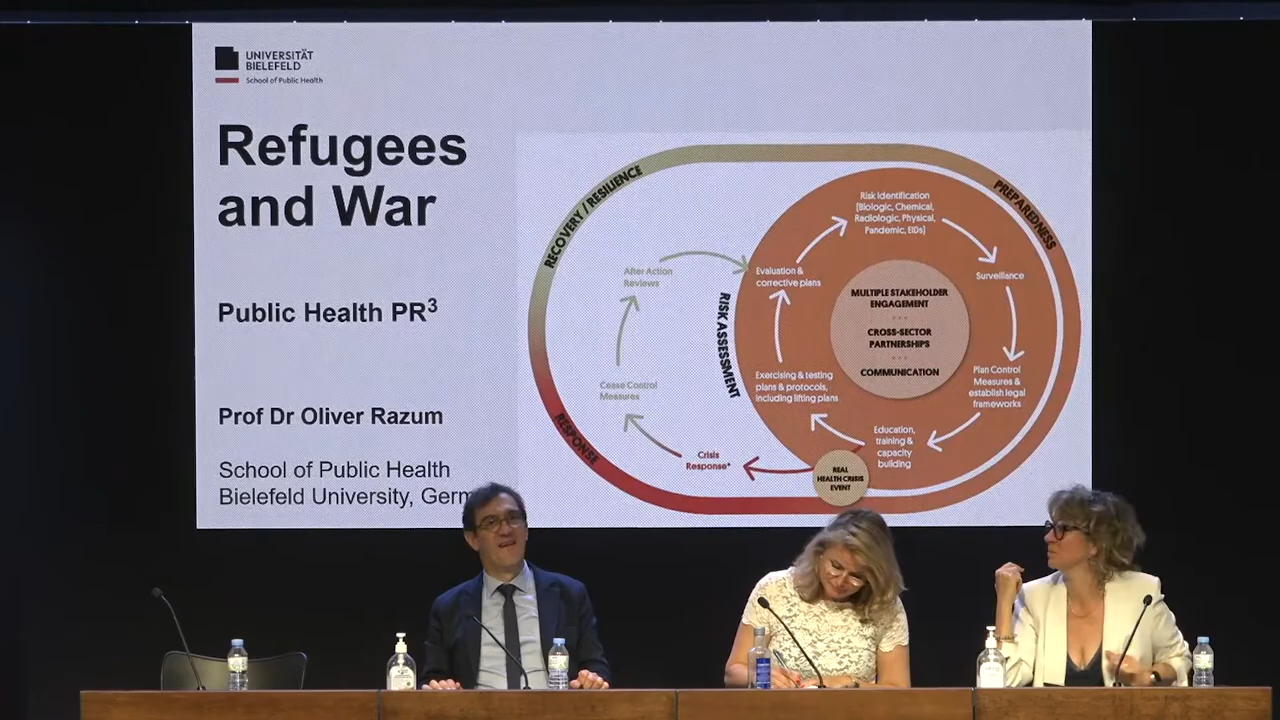 UNIVERSITÄT
BIELEFELD
School of Public Health
Refugees
and War
Public Health PR³
Prof Dr Oliver Razum
School of Public Health
Bielefeld University, Germ
RECOVERY / RESILIENCE
PREPAREDNESS
RESPONSE
RISK ASSESSMENT
Risk Identification
(Biologic, Chemical,
Radiologic, Physical,
Pandemic, EIDs)
Surveillance
Plan Control
Measures &
establish legal
frameworks
Education,
training &
capacity
building
Exercising & testing
plans & protocols,
including lifting plans
Evaluation &
corrective plans
MULTIPLE STAKEHOLDER
ENGAGEMENT
CROSS-SECTOR
PARTNERSHIPS
COMMUNICATION
REAL
HEALTH CRISIS
EVENT
Crisis
Response*
Cease Control
Measures
After Action
Reviews